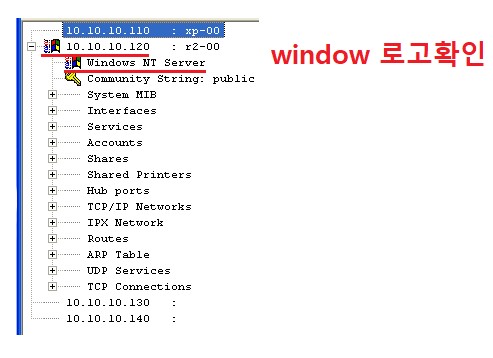 10.10.10.110 : xp-00
10.10.10.120 : r2-00
window 로고확인
Windows NT Server
Community String: public
System MIB
Interfaces
Services
Accounts
Shares
Shared Printers
Hub ports
TCP/IP Networks
IPX Network
Routes
ARP Table
UDP Services
TCP Connections
10.10.10.130 :
10.10.10.140 :